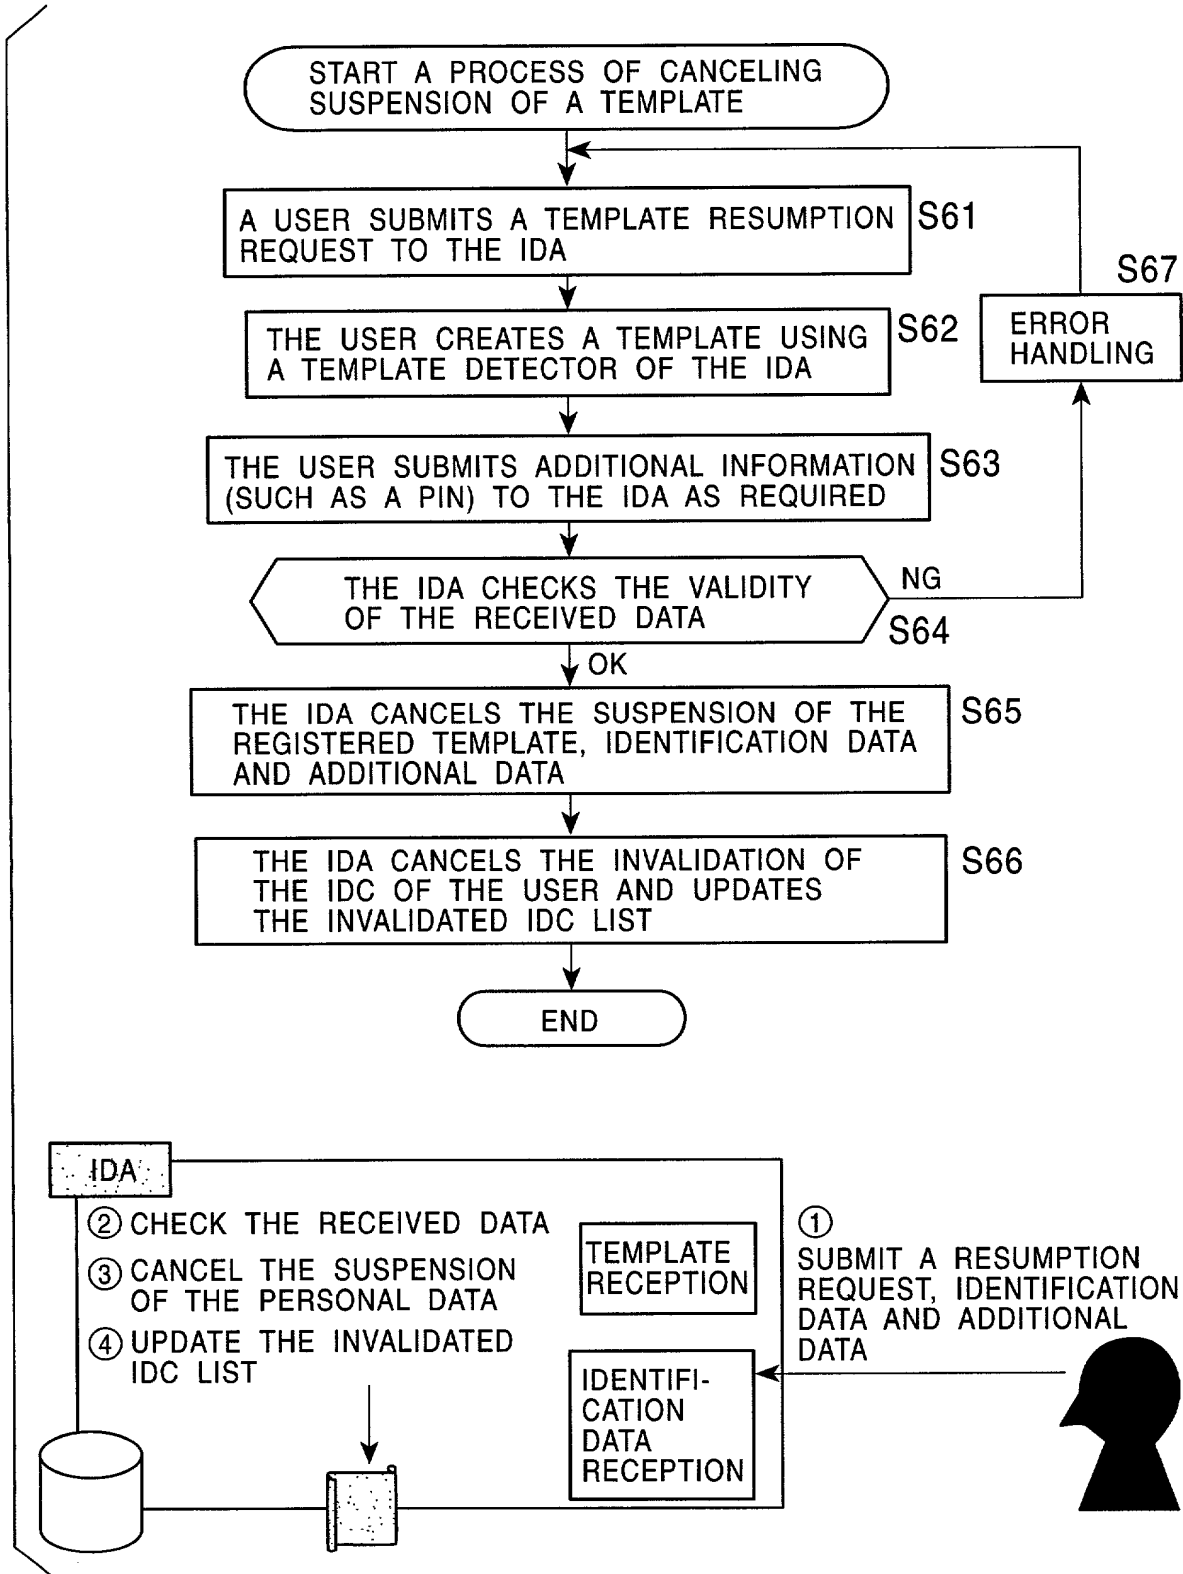 START A PROCESS OF CANCELING
SUSPENSION OF A TEMPLATE
A USER SUBMITS A TEMPLATE RESUMPTION
REQUEST TO THE IDA
S61
S67
ERROR
HANDLING
THE USER CREATES A TEMPLATE USING
A TEMPLATE DETECTOR OF THE IDA
S62
THE USER SUBMITS ADDITIONAL INFORMATION
(SUCH AS A PIN) TO THE IDA AS REQUIRED
S63
THE IDA CHECKS THE VALIDITY
OF THE RECEIVED DATA
NG
S64
OK
THE IDA CANCELS THE SUSPENSION OF THE
REGISTERED TEMPLATE, IDENTIFICATION DATA
AND ADDITIONAL DATA
S65
THE IDA CANCELS THE INVALIDATION OF
THE IDC OF THE USER AND UPDATES
THE INVALIDATED IDC LIST
S66
END
IDA
② CHECK THE RECEIVED DATA
③ CANCEL THE SUSPENSION
OF THE PERSONAL DATA
④ UPDATE THE INVALIDATED
IDC LIST
TEMPLATE
RECEPTION
IDENTIFI-
CATION
DATA
RECEPTION
①
SUBMIT A RESUMPTION
REQUEST, IDENTIFICATION
DATA AND ADDITIONAL
DATA